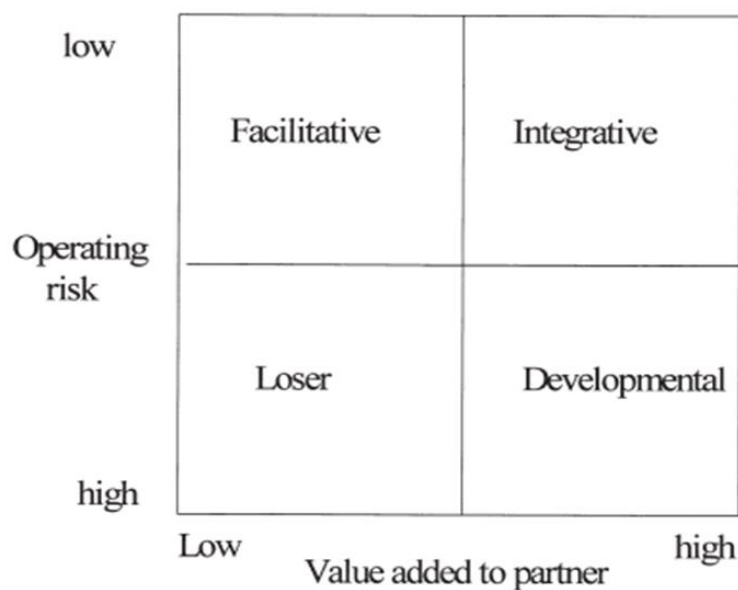 low
Facilitative
Integrative
Operating
risk
Loser
Developmental
high
Low
high
Value added to partner